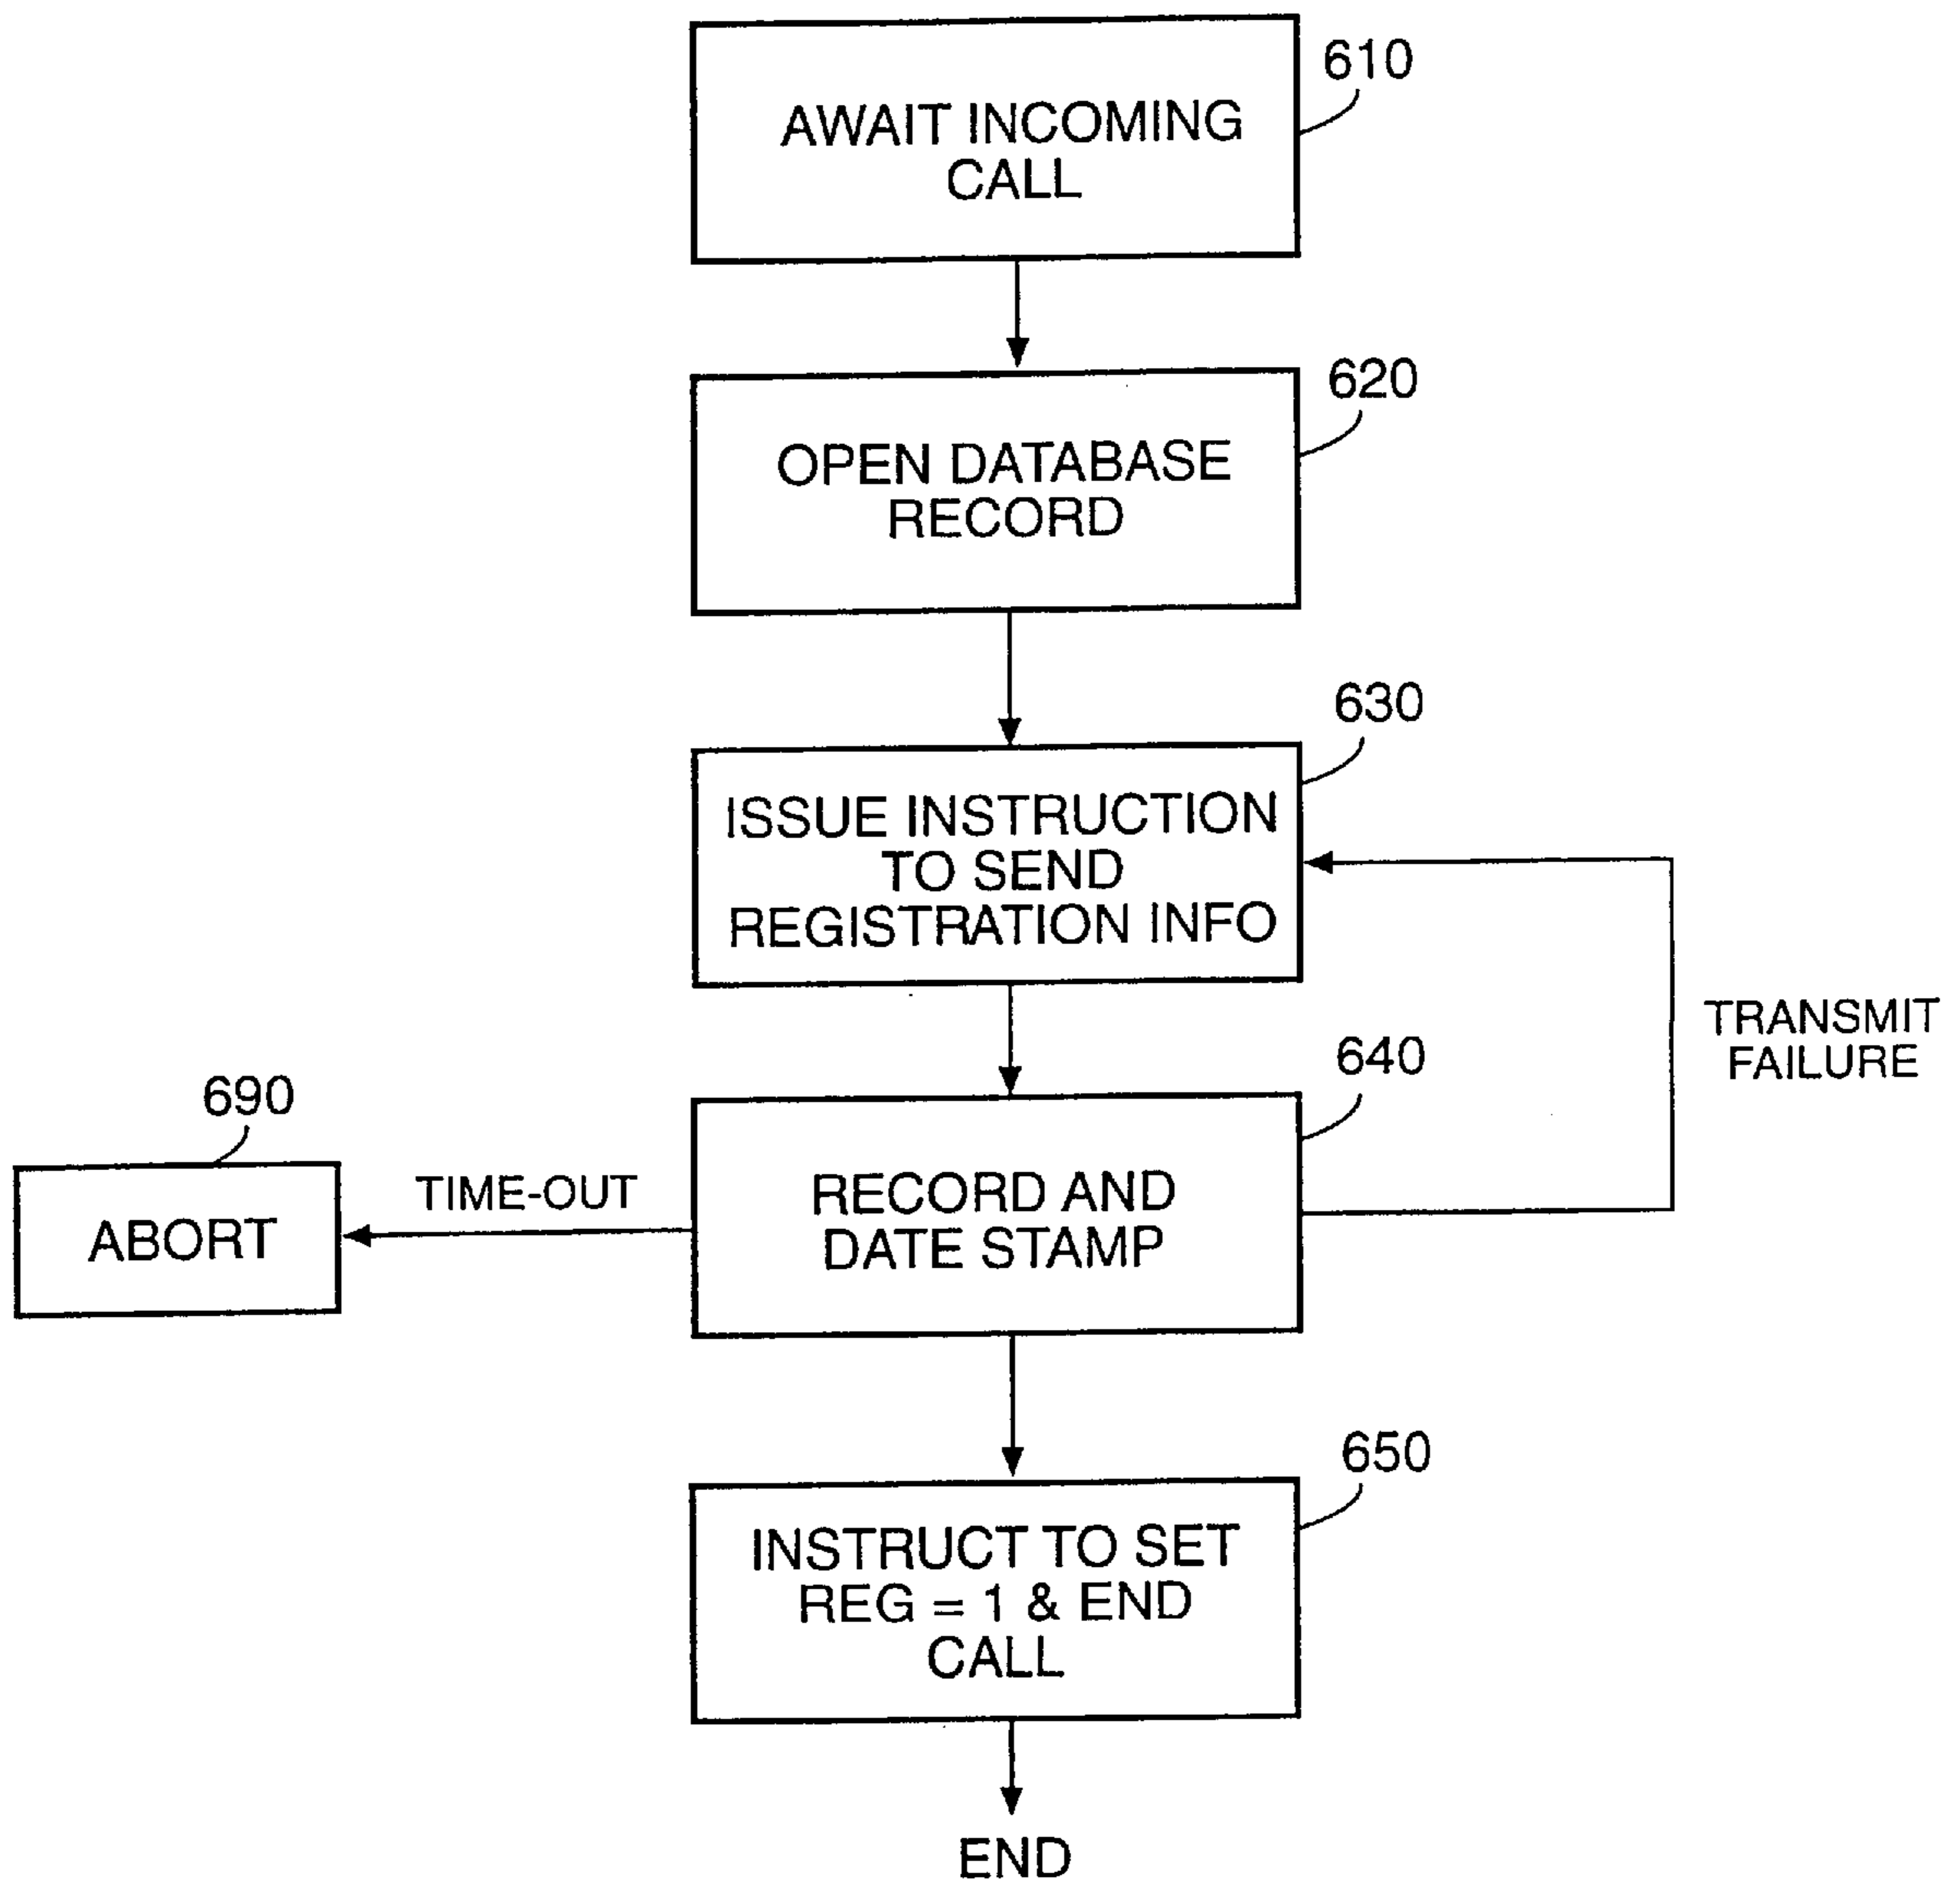 610
AWAIT INCOMING
CALL
620
OPEN DATABASE
RECORD
630
ISSUE INSTRUCTION
TO SEND
REGISTRATION INFO
TRANSMIT
FAILURE
640
690
TIME-OUT
ABORT
RECORD AND
DATE STAMP
650
INSTRUCT TO SET
REG = 1 & END
CALL
END